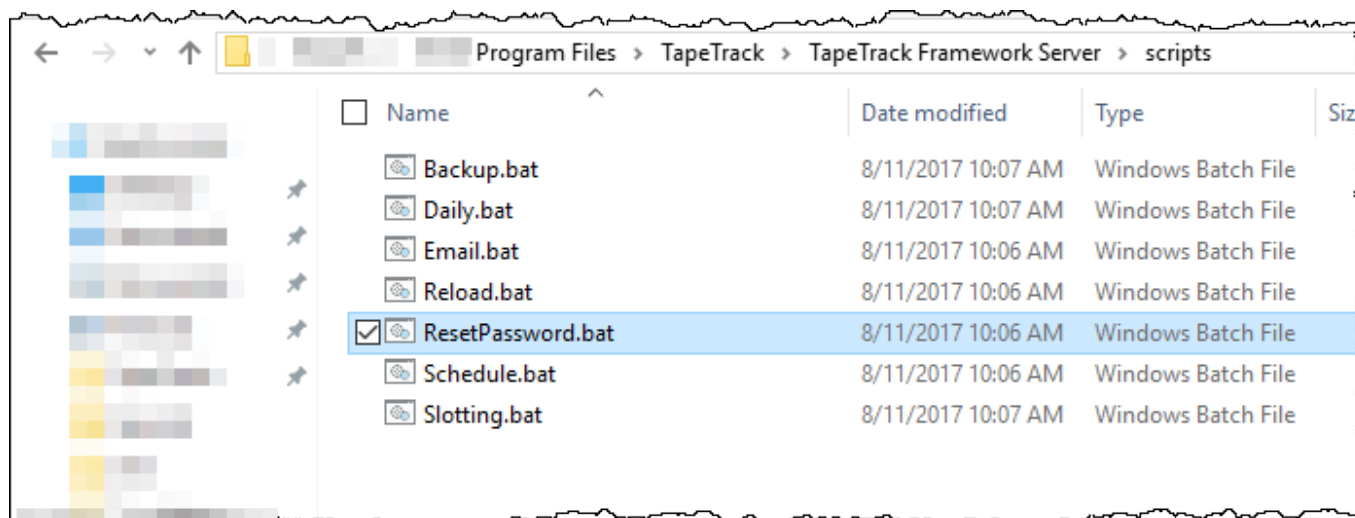 Program Files > TapeTrack > TapeTrack Framework Server > scripts
Name Date modified Type Siz
Backup.bat 8/11/2017 10:07 AM Windows Batch File
Daily.bat 8/11/2017 10:07 AM Windows Batch File
Email.bat 8/11/2017 10:06 AM Windows Batch File
Reload.bat 8/11/2017 10:06 AM Windows Batch File
ResetPassword.bat 8/11/2017 10:06 AM Windows Batch File
Schedule.bat 8/11/2017 10:06 AM Windows Batch File
Slotting.bat 8/11/2017 10:07 AM Windows Batch File